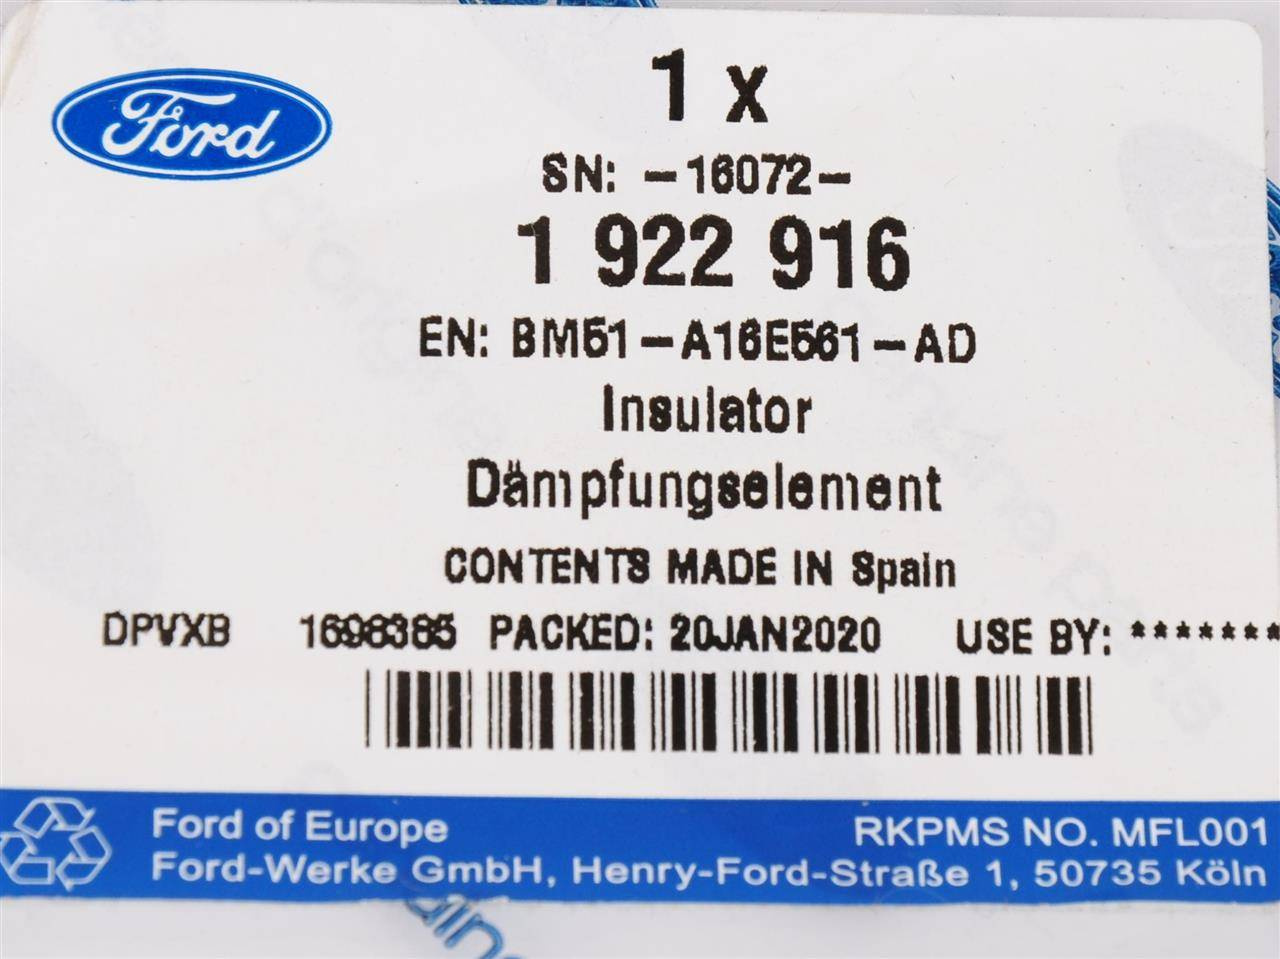 Ford
1 x
SN: -16072-
1 922 916
EN: BM51-A16E561-AD
Insulator
Dämpfungselement
CONTENTS MADE IN Spain
DPVXB 1698385 PACKED: 20JAN2020 USE BY: *******
Ford of Europe
RKPMS NO. MFL001
Ford-Werke GmbH, Henry-Ford-Straße 1, 50735 Köln